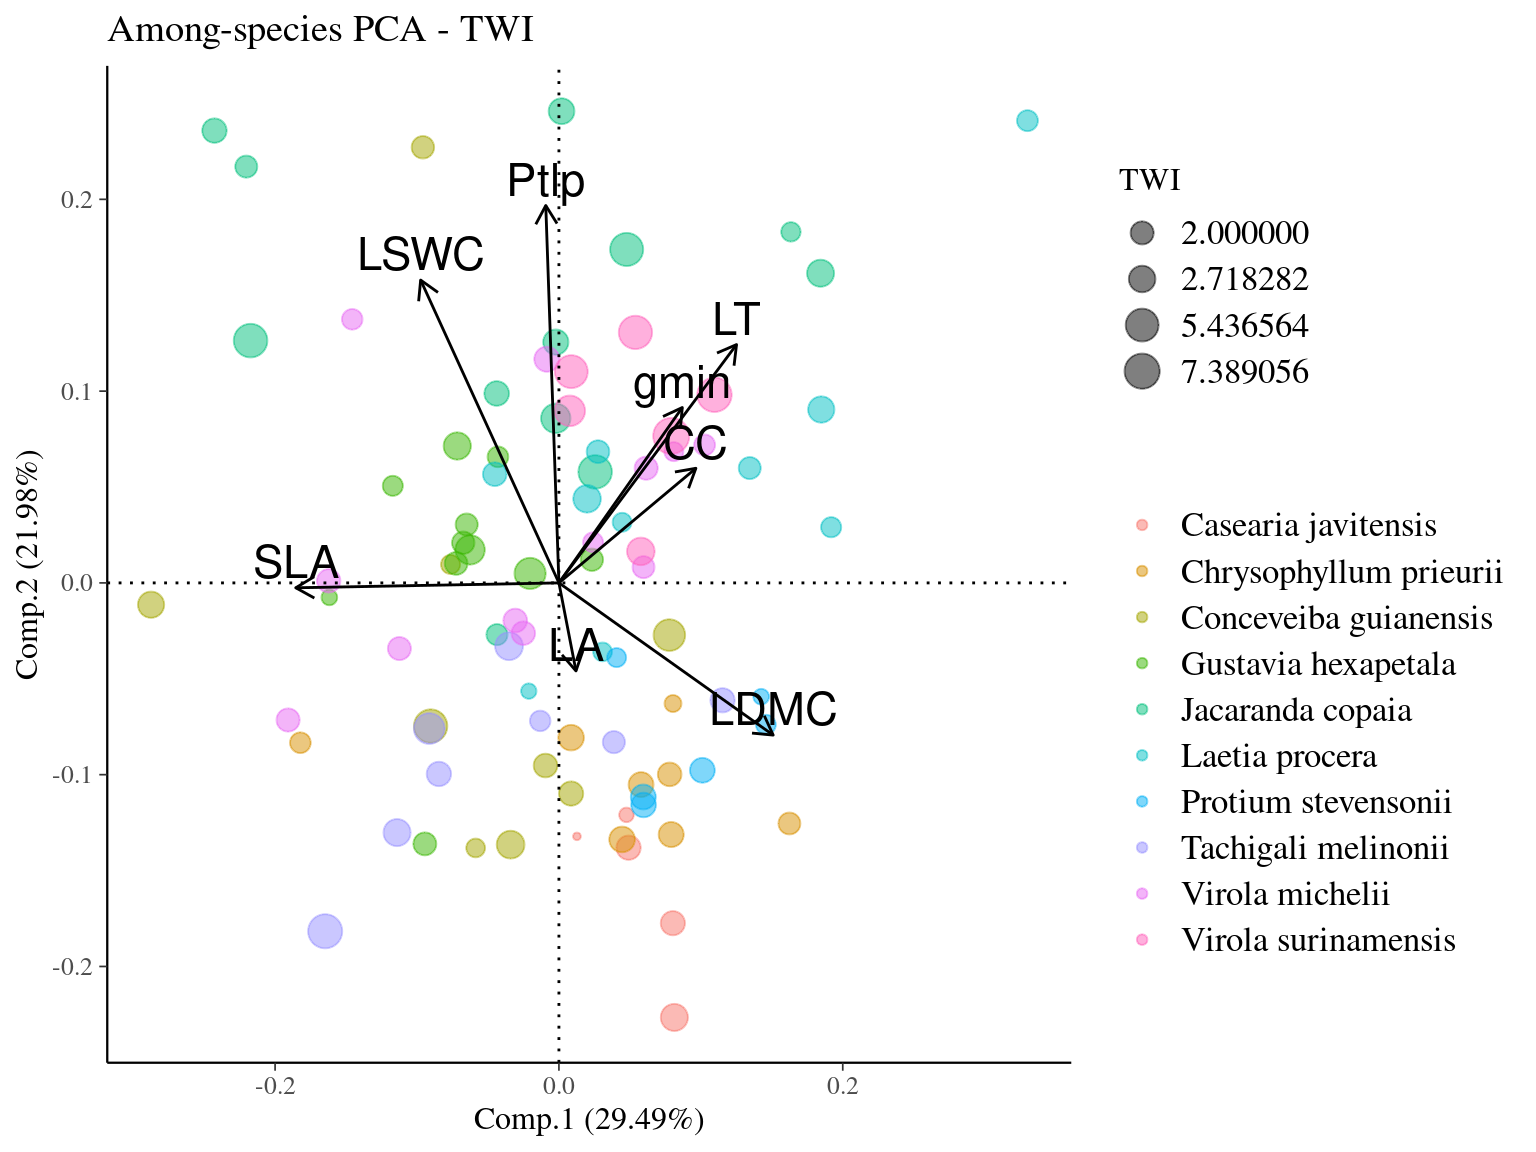 Among-species PCA - TWI
Comp.2 (21.98%)
0.2
0.1
0.0
-0.1
-0.2
Ptlp
LSWC
LT
gmin
CC
SLA
LA
LDMC
-0.2
0.0
0.2
Comp.1 (29.49%)
TWI
2.000000
2.718282
5.436564
7.389056
Casearia javitensis
Chrysophyllum prieurii
Conceveiba guianensis
Gustavia hexapetala
Jacaranda copaia
Laetia procera
Protium stevensonii
Tachigali melinonii
Virola michelii
Virola surinamensis